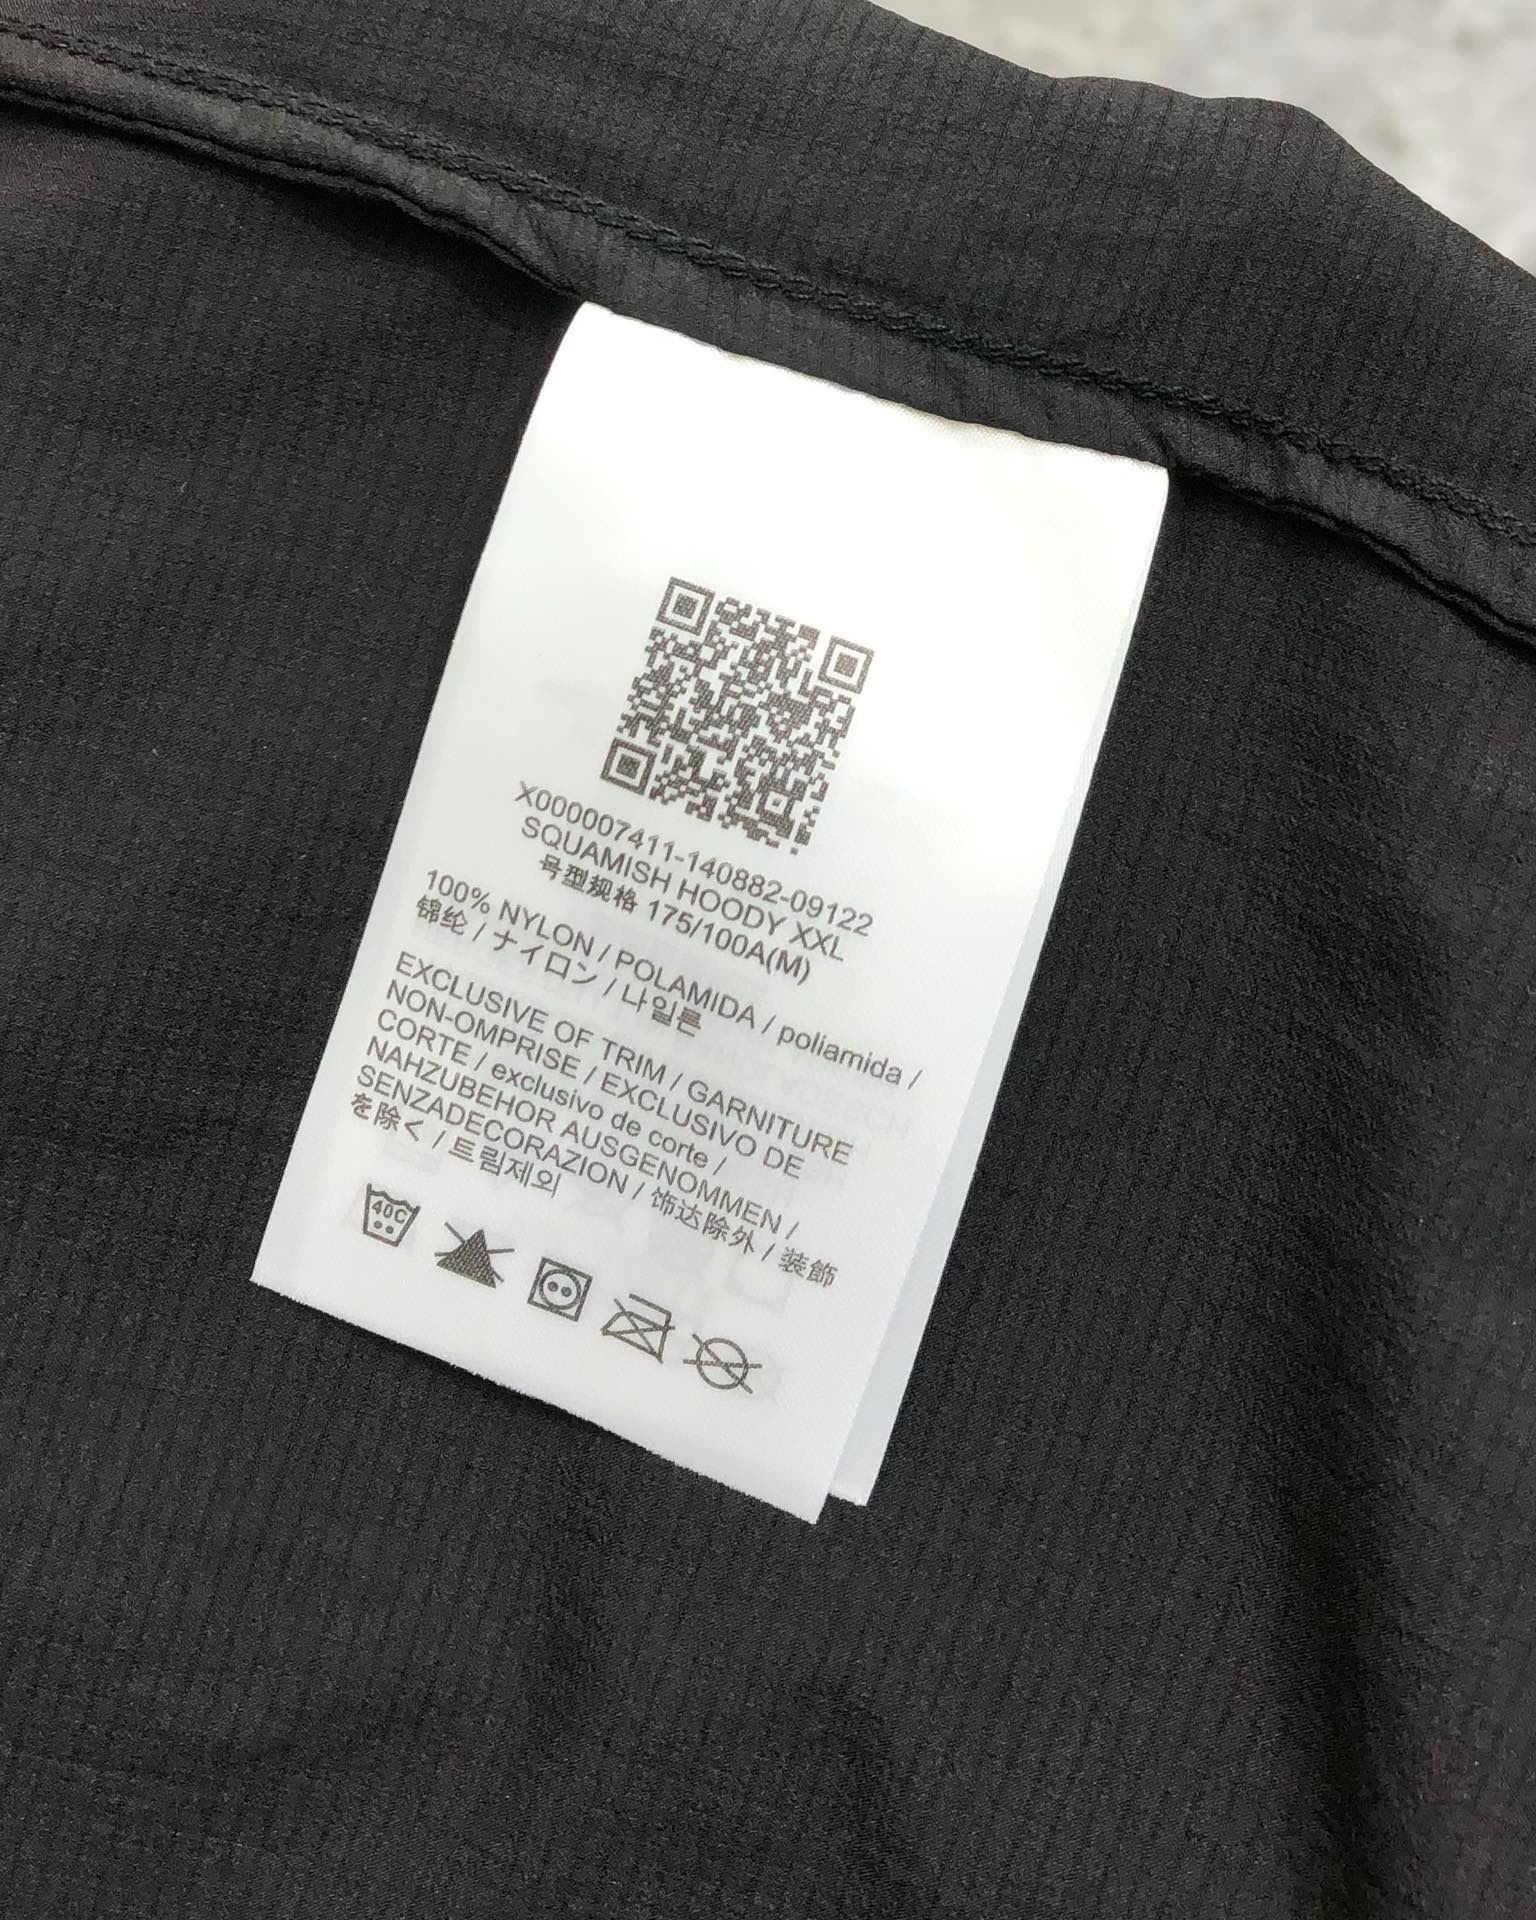 X000007411-140882-09122
SQUAMISH HOODY XXL
号型规格 175/100A(M)
100% NYLON / POLAMIDA / poliamida /
锦纶 / ナイロン / 나일론
EXCLUSIVE OF TRIM / GARNITURE
NON-OMPRISE / EXCLUSIVO DE
CORTE / exclusivo de corte /
NAHZUBEHOR AUSGENOMMEN /
SENZADECORAZION / 饰达除外 / 装飾
を除く / 트림제외
40C